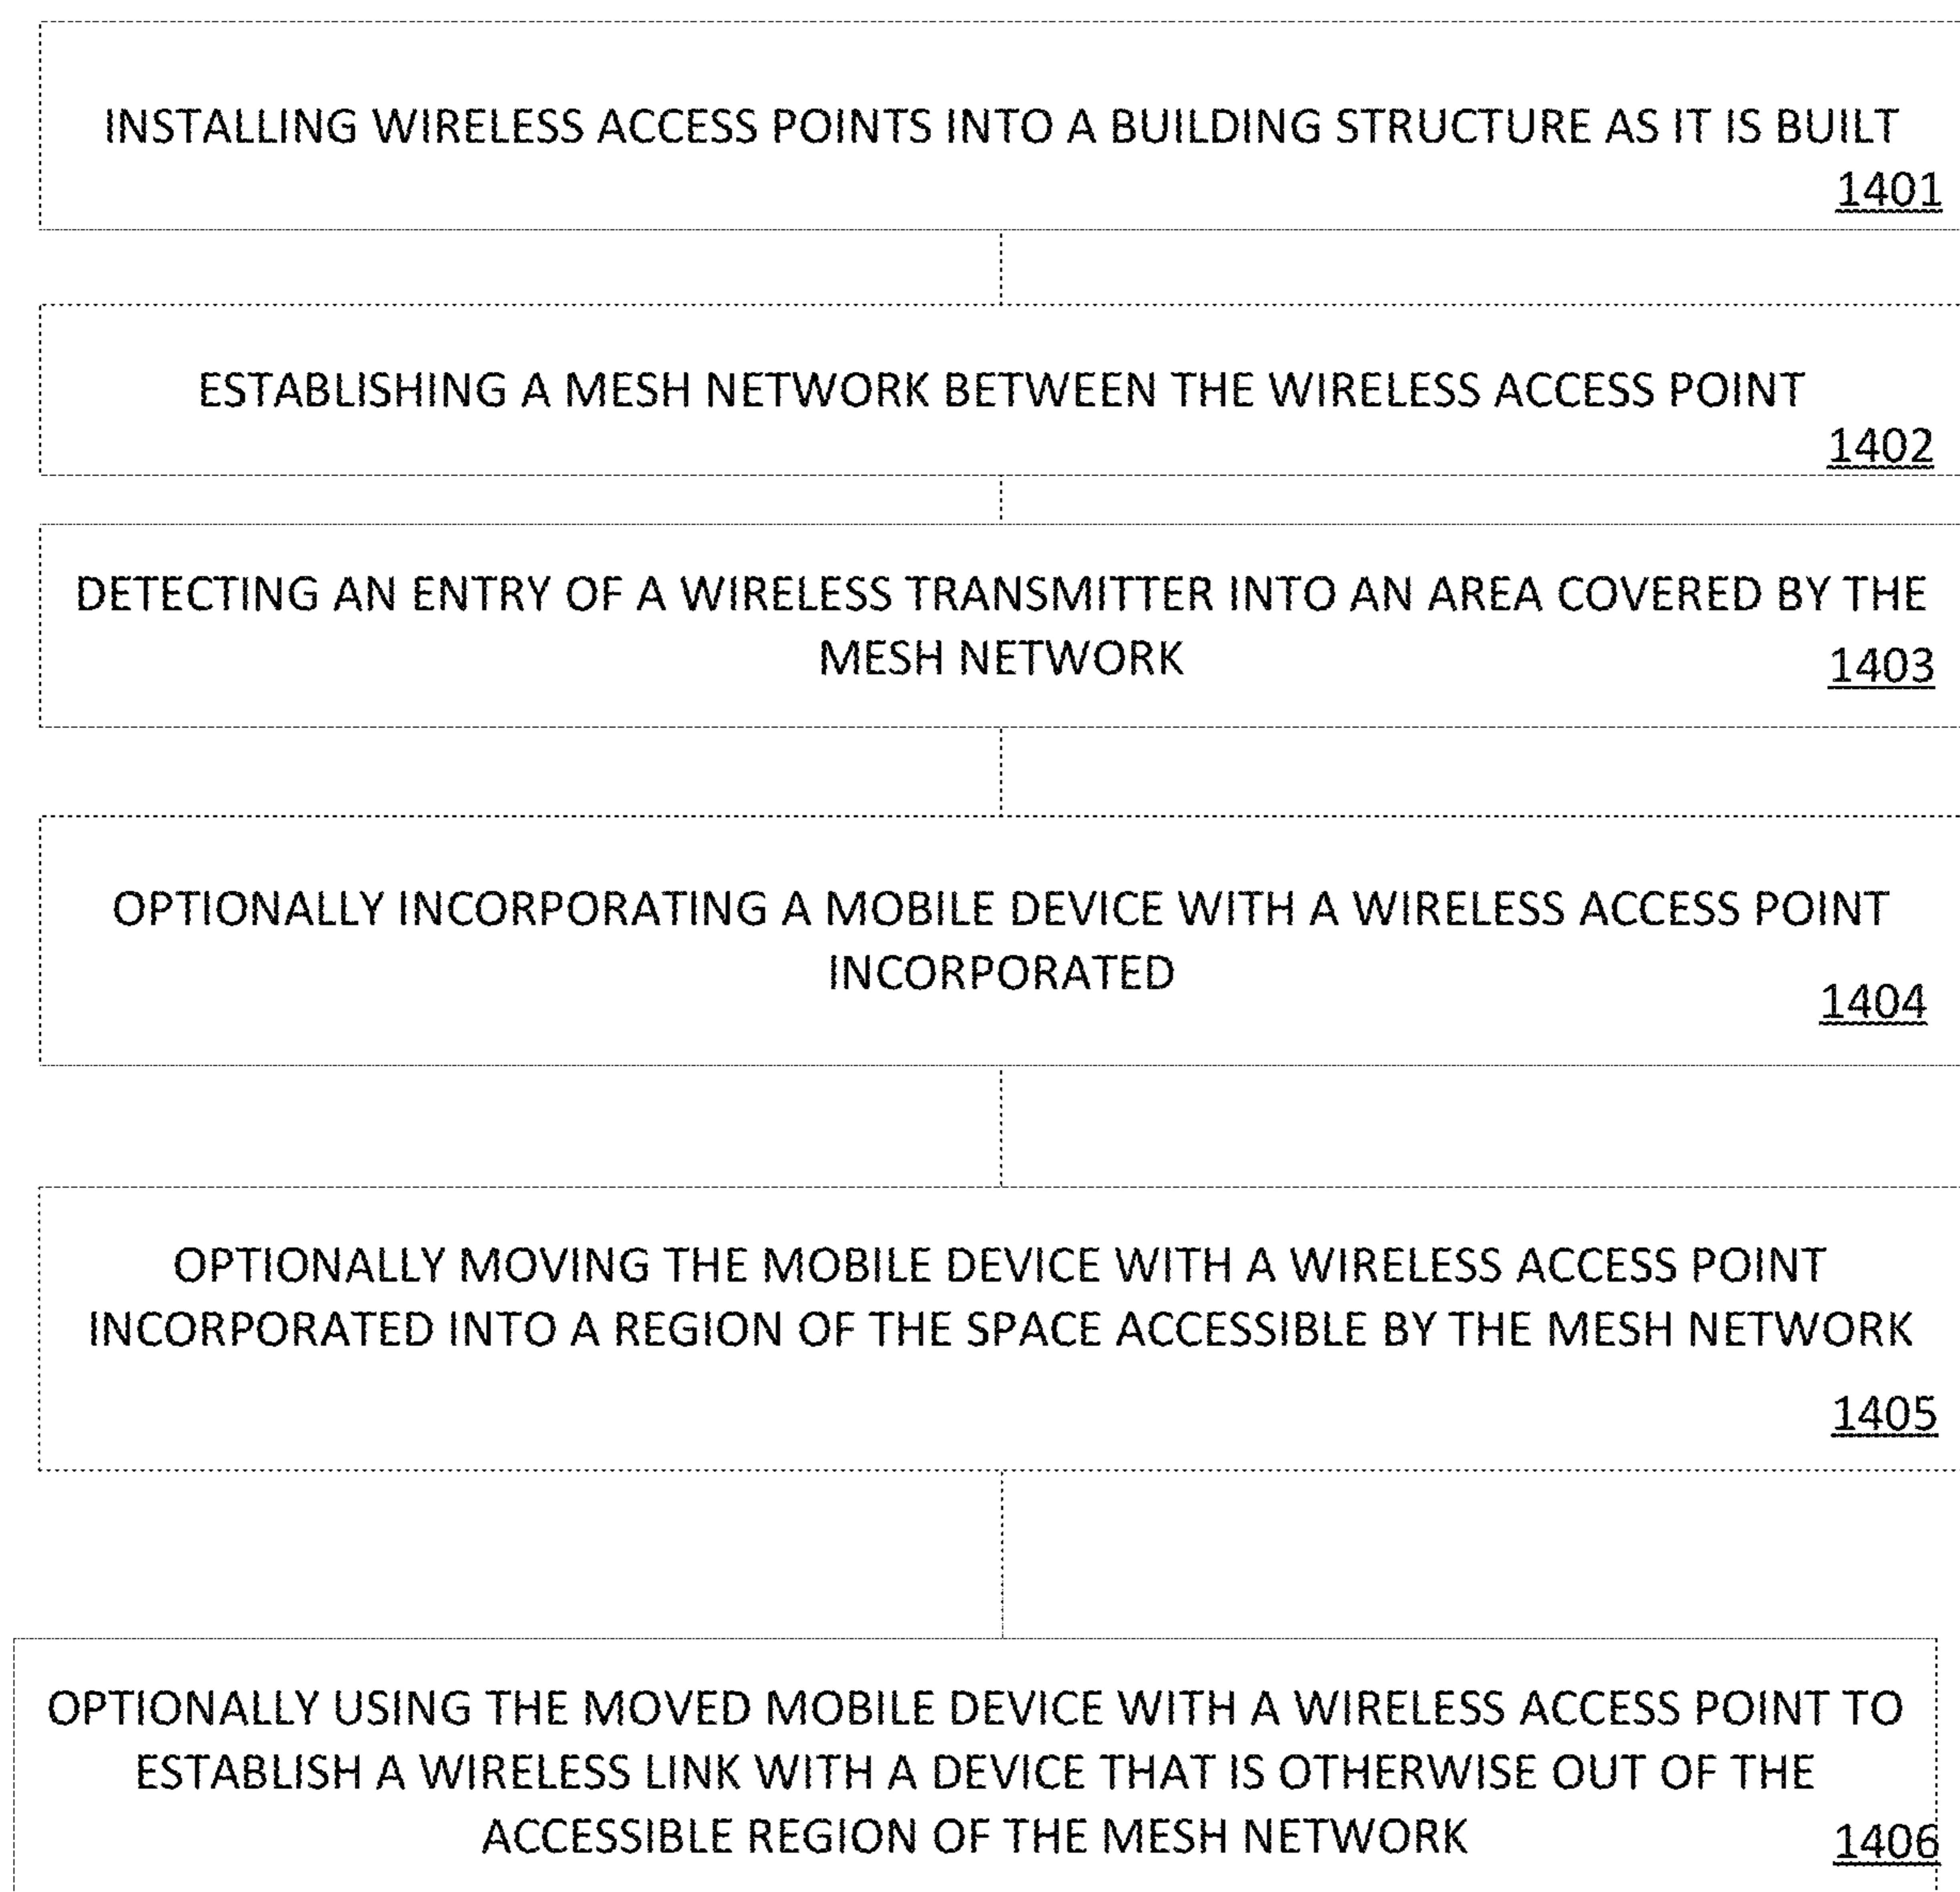 INSTALLING WIRELESS ACCESS POINTS INTO A BUILDING STRUCTURE AS IT IS BUILT
1401
ESTABLISHING A MESH NETWORK BETWEEN THE WIRELESS ACCESS POINT
1402
DETECTING AN ENTRY OF A WIRELESS TRANSMITTER INTO AN AREA COVERED BY THE
MESH NETWORK
1403
OPTIONALLY INCORPORATING A MOBILE DEVICE WITH A WIRELESS ACCESS POINT
INCORPORATED
1404
OPTIONALLY MOVING THE MOBILE DEVICE WITH A WIRELESS ACCESS POINT
INCORPORATED INTO A REGION OF THE SPACE ACCESSIBLE BY THE MESH NETWORK
1405
OPTIONALLY USING THE MOVED MOBILE DEVICE WITH A WIRELESS ACCESS POINT TO
ESTABLISH A WIRELESS LINK WITH A DEVICE THAT IS OTHERWISE OUT OF THE
ACCESSIBLE REGION OF THE MESH NETWORK
1406